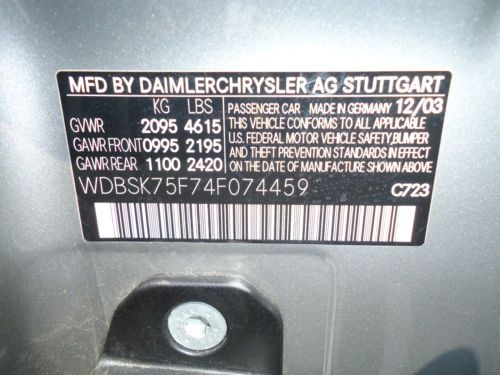 MFD BY DAIMLERCHRYSLER AG STUTTGART
KG LBS
GVWR 2095 4615
GAWR FRONT 0995 2195
GAWR REAR 1100 2420
PASSENGER CAR MADE IN GERMANY 12/03
THIS VEHICLE CONFORMS TO ALL APPLICABLE
U.S. FEDERAL MOTOR VEHICLE SAFETY, BUMPER
AND THEFT PREVENTION STANDARDS IN EFFECT
ON THE DATE OF MANUFACTURE SHOWN ABOVE.
WDBSK75F74F074459 C723